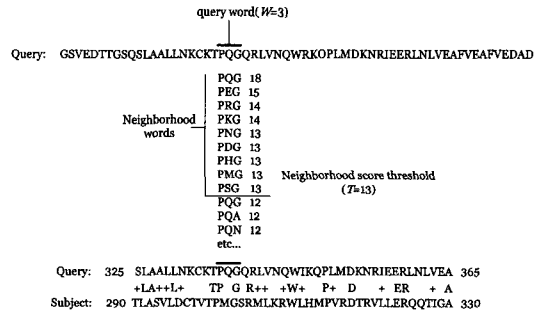 query word(W=3)
Query: GSVEDTTGSQSLAALLNKCKTPQGQRLVNQWRKOPLMDKNRIEERLNLVEAFVEAFVEDAD
PQG 18
PEG 15
PRG 14
PKG 14
Neighborhood words
PNG 13
PDG 13
PHG 13
PMG 13
Neighborhood score threshold
PSG 13
(T=13)
PQG 12
PQA 12
PQN 12
etc...
Query: 325 SLAALLNKCKTPQGQRLVNQWIKQPLMDKNRIEERLNLVEA 365
+LA++L+ TP G R++ +W+ P+ D + ER + A
Subject: 290 TLASVLDCTVTPMGSRMLKRWLHMPVRDTRVLLERQQTIGA 330